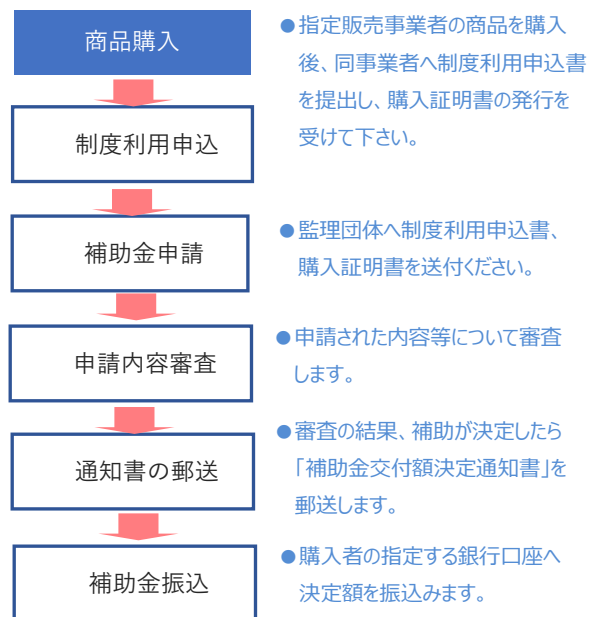 商品購入
●指定販売事業者の商品を購入
後、同事業者へ制度利用申込書
を提出し、購入証明書の発行を
受けて下さい。
制度利用申込
補助金申請
●監理団体へ制度利用申込書、
購入証明書を送付ください。
申請内容審査
●申請された内容等について審査
します。
通知書の郵送
●審査の結果、補助が決定したら
「補助金交付額決定通知書」を
郵送します。
補助金振込
●購入者の指定する銀行口座へ
決定額を振込みます。